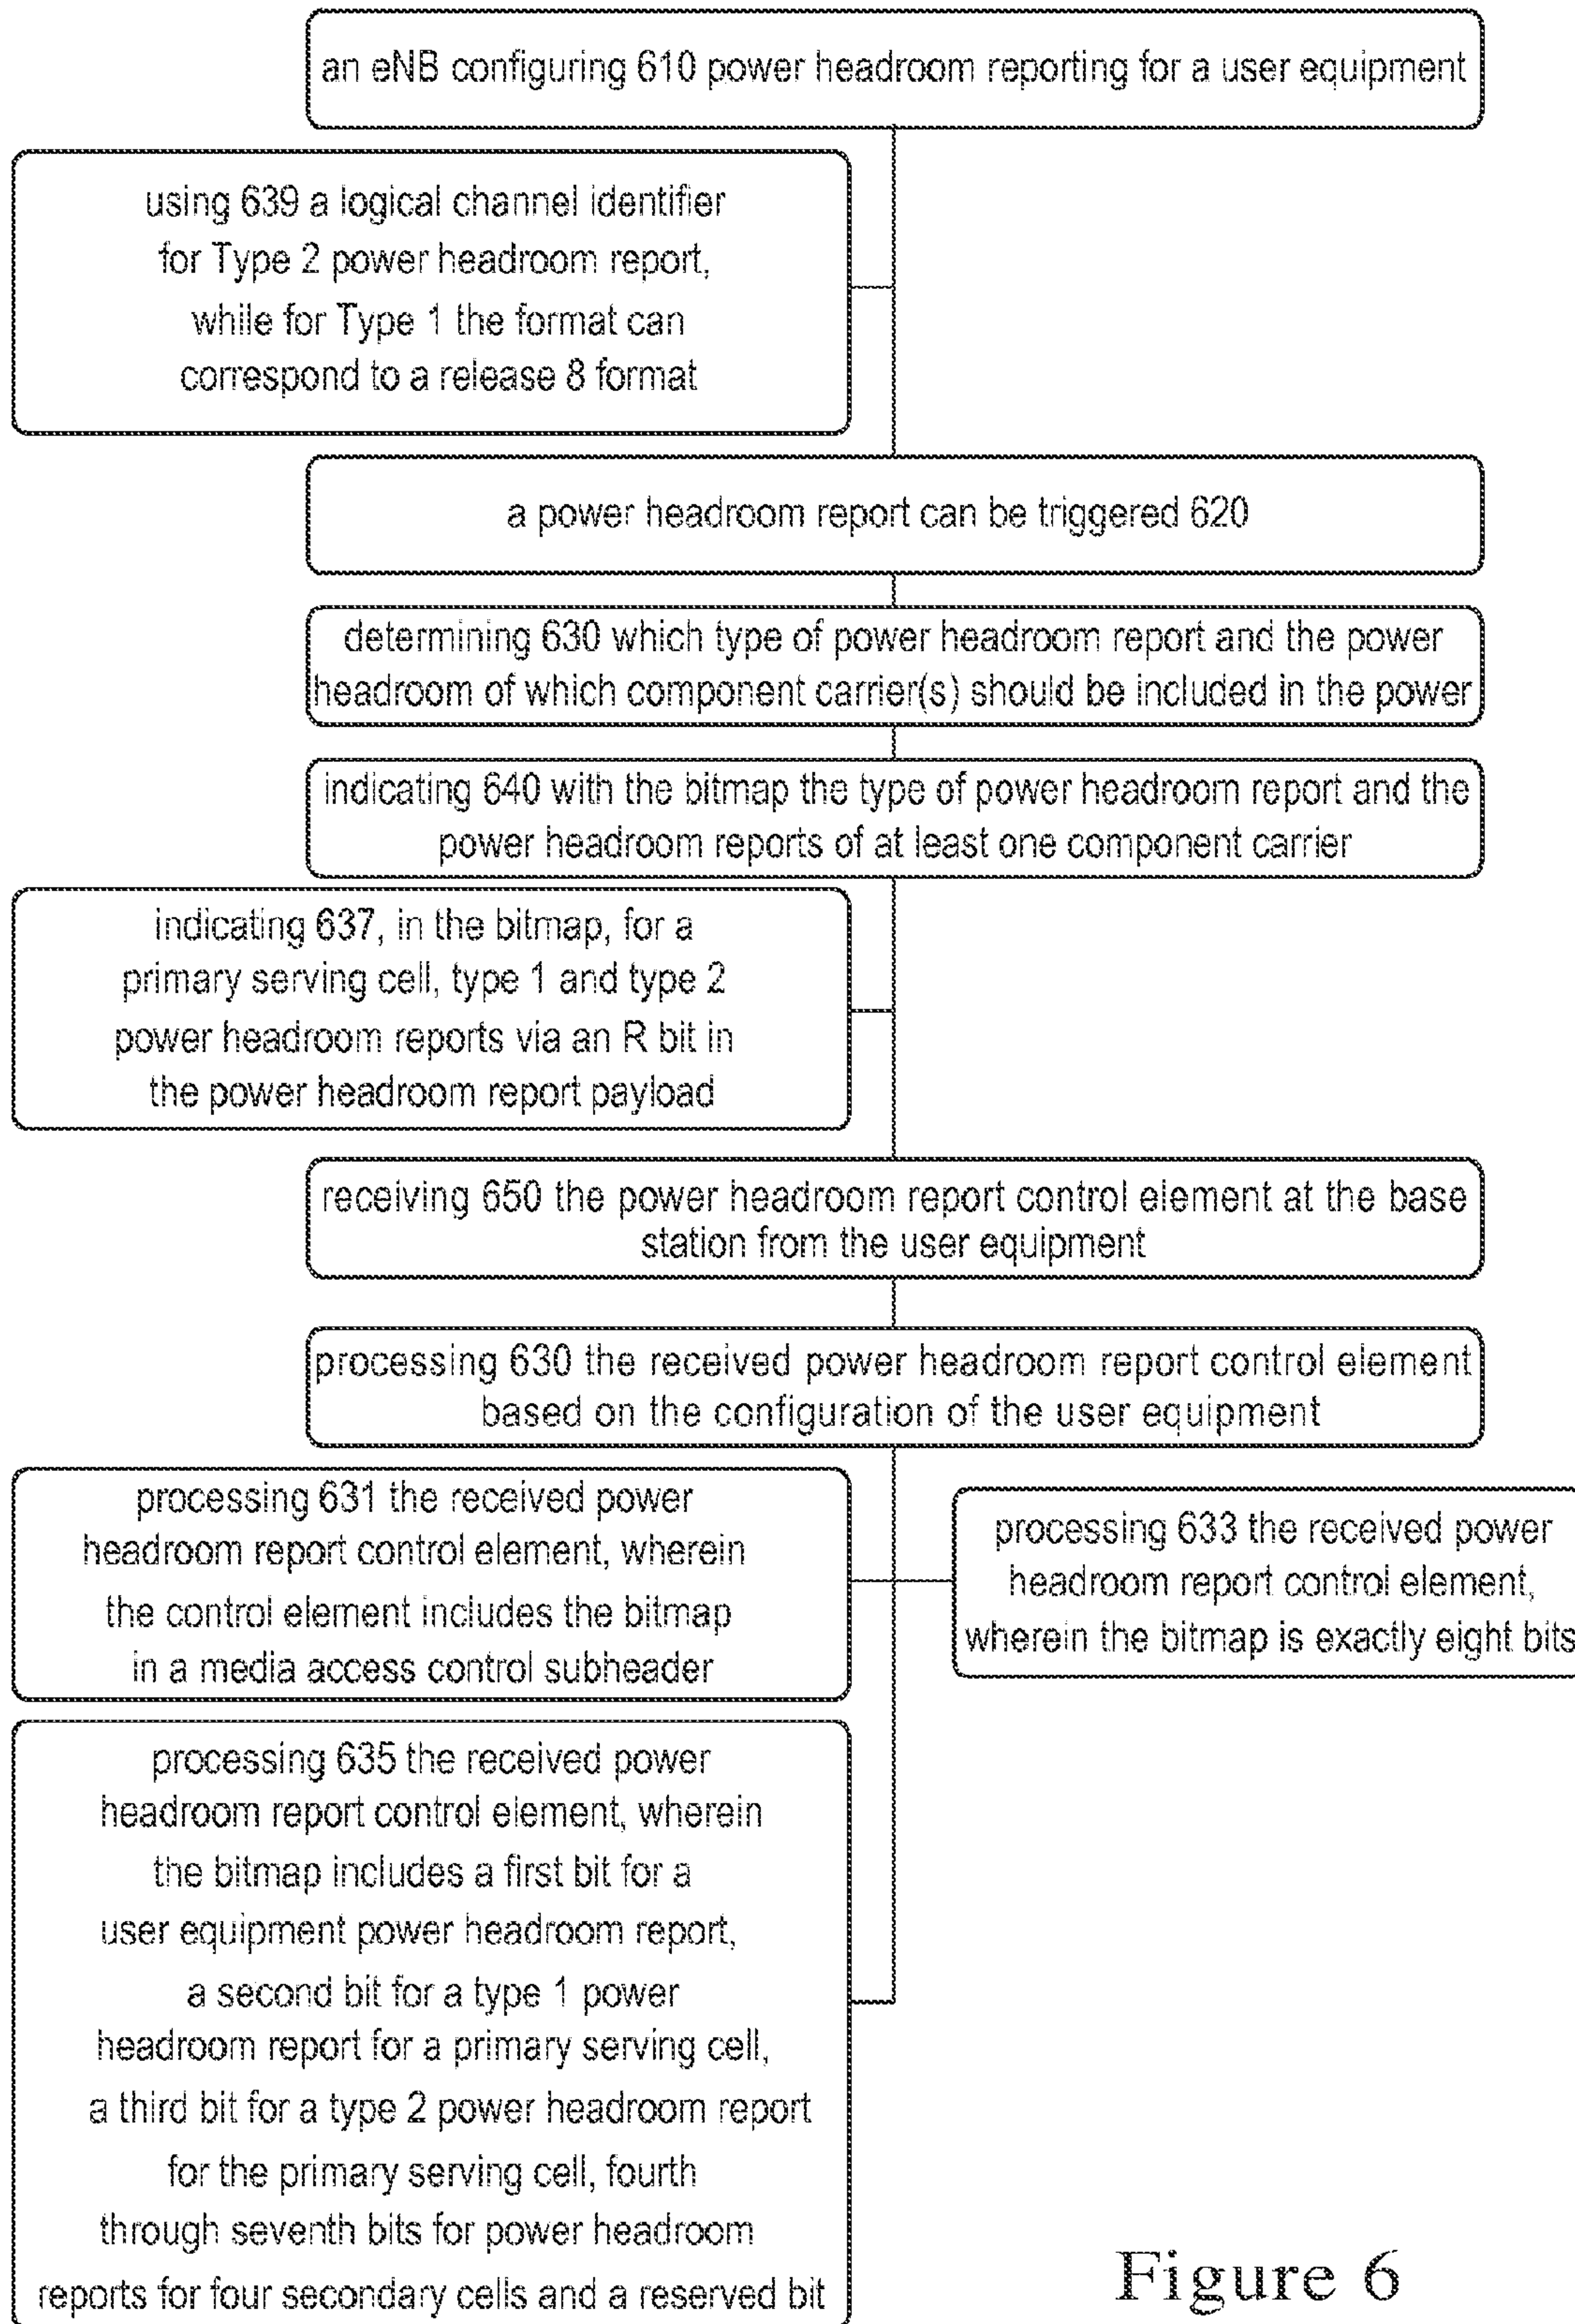 an eNB configuring 610 power headroom reporting for a user equipment
using 639 a logical channel identifier
for Type 2 power headroom report,
while for Type 1 the format can
correspond to a release 8 format
a power headroom report can be triggered 620
determining 630 which type of power headroom report and the power
headroom of which component carrier(s) should be included in the power
indicating 640 with the bitmap the type of power headroom report and the
power headroom reports of at least one component carrier
indicating 637, in the bitmap, for a
primary serving cell, type 1 and type 2
power headroom reports via an R bit in
the power headroom report payload
receiving 650 the power headroom report control element at the base
station from the user equipment
processing 630 the received power headroom report control element
based on the configuration of the user equipment
processing 631 the received power
headroom report control element, wherein
the control element includes the bitmap
in a media access control subheader
processing 633 the received power
headroom report control element,
wherein the bitmap is exactly eight bits
processing 635 the received power
headroom report control element, wherein
the bitmap includes a first bit for a
user equipment power headroom report,
a second bit for a type 1 power
headroom report for a primary serving cell,
a third bit for a type 2 power headroom report
for the primary serving cell, fourth
through seventh bits for power headroom
reports for four secondary cells and a reserved bit
Figure 6